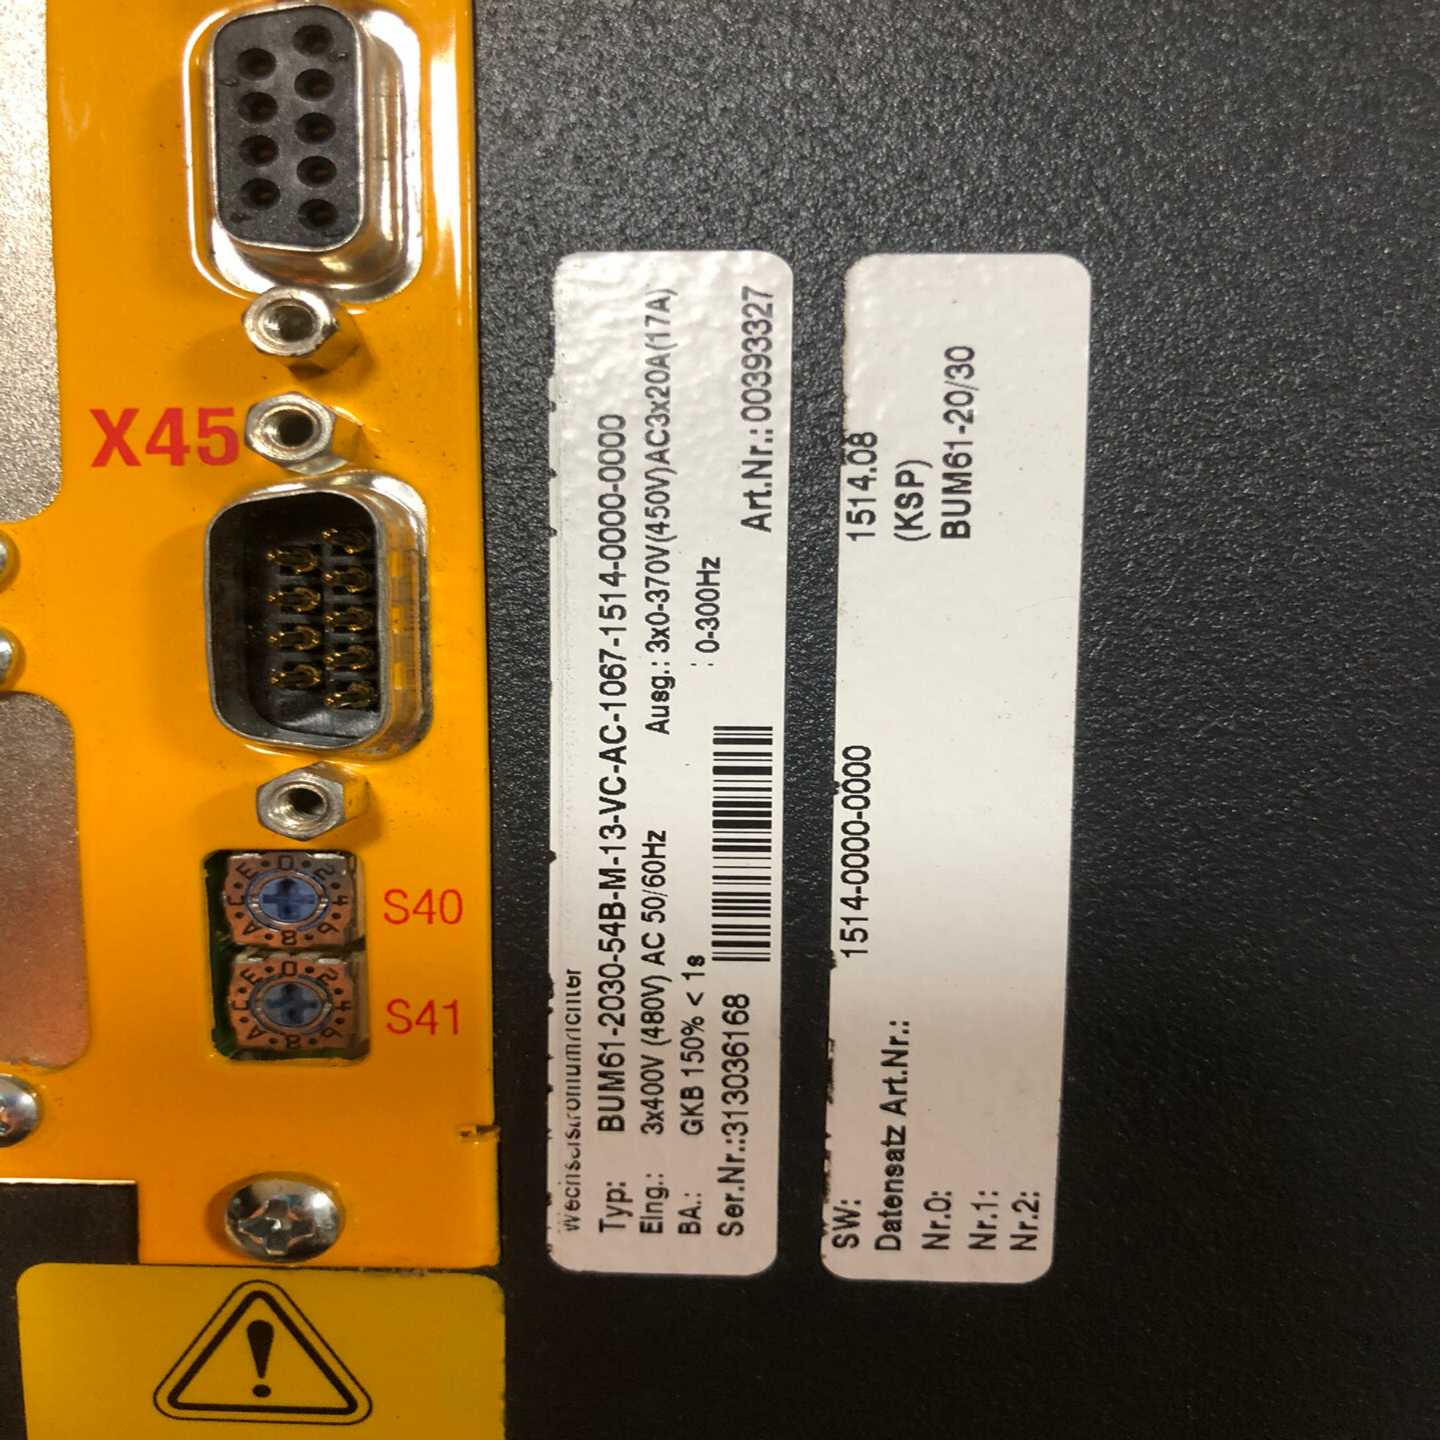 X45
S40
S41
Wechselstromumrichter
Typ: BUM61-2030-54B-M-13-VC-AC-1067-1514-0000-0000
Eing.: 3x400V (480V) AC 50/60Hz Ausg.: 3x0-370V(450V)AC3x20A(17A)
BA.: GKB 150% < 1s : 0-300Hz
Ser.Nr.:313036168 Art.Nr.:00393327
SW: 1514-0000-0000 1514.08
Datensatz Art.Nr.: (KSP)
Nr.0: BUM61-20/30
Nr.1:
Nr.2: